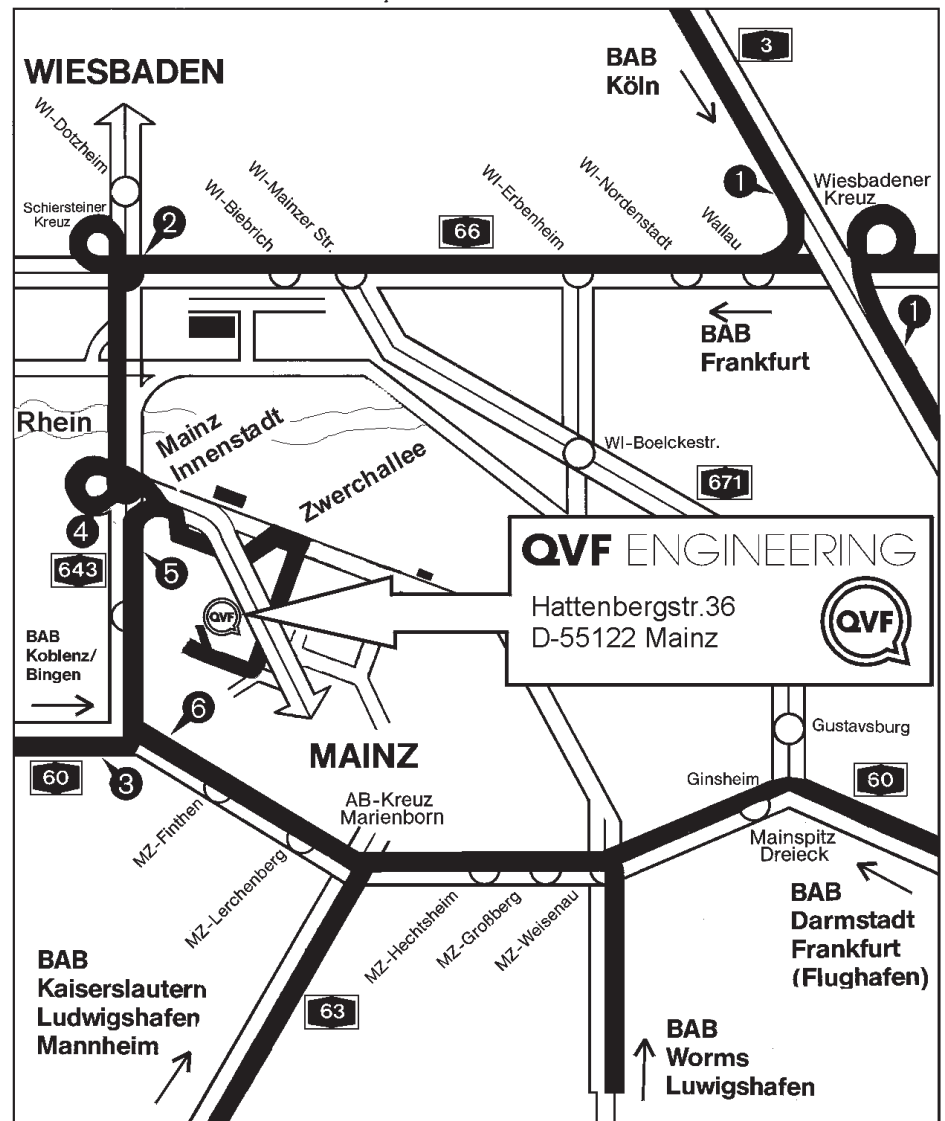 3
BAB
Köln
WIESBADEN
WI-Dotzheim
Schiersteiner
Kreuz
2
WI-Biebrich
WI-Mainzer Str.
66
WI-Erbenheim
WI-Nordenstadt
Wallau
1
Wiesbadener
Kreuz
1
BAB
Frankfurt
Rhein
Mainz
Innenstadt
Zwerchallee
WI-Boelckestr.
671
4
643
5
QVF ENGINEERING
Hattenbergstr.36
D-55122 Mainz
QVF
QVF
BAB
Koblenz/
Bingen
6
MAINZ
Gustavsburg
60
3
MZ-Finthen
AB-Kreuz
Marienborn
Ginsheim
60
Mainspitz
Dreieck
MZ-Lerchenberg
MZ-Hechtsheim
MZ-Großberg
MZ-Weisenau
BAB
Darmstadt
Frankfurt
(Flughafen)
BAB
Kaiserslautern
Ludwigshafen
Mannheim
63
BAB
Worms
Luwigshafen